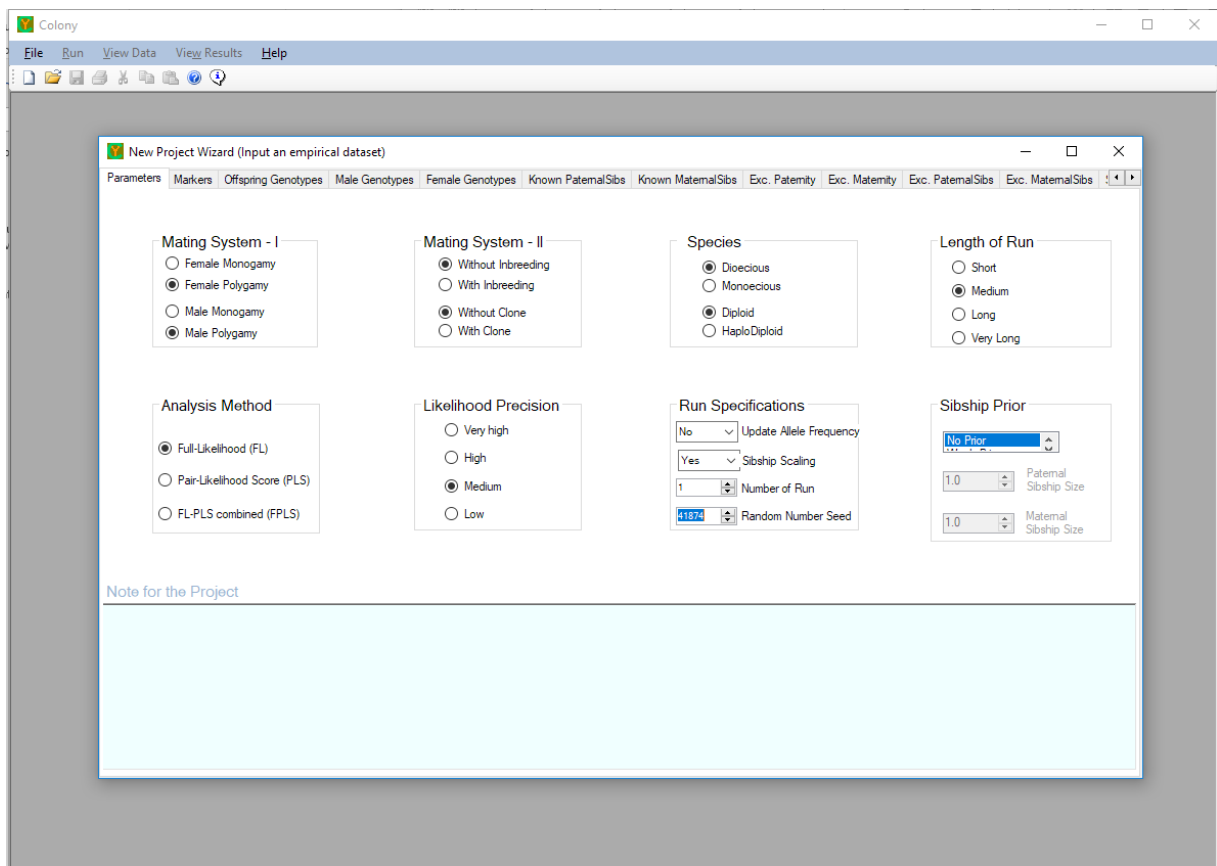 Colony
File Run View Data View Results Help
New Project Wizard (Input an empirical dataset)
Parameters Markers Offspring Genotypes Male Genotypes Female Genotypes Known PaternalSibs Known MaternalSibs Exc. Paternity Exc. Maternity Exc. PaternalSibs Exc. MaternalSibs
Mating System - I
Female Monogamy
Female Polygamy
Male Monogamy
Male Polygamy
Mating System - II
Without Inbreeding
With Inbreeding
Without Clone
With Clone
Species
Dioecious
Monoecious
Diploid
HaploDiploid
Length of Run
Short
Medium
Long
Very Long
Analysis Method
Full-Likelihood (FL)
Pair-Likelihood Score (PLS)
FL-PLS combined (FPLS)
Likelihood Precision
Very high
High
Medium
Low
Run Specifications
No Update Allele Frequency
Yes Sibship Scaling
1 Number of Run
41874 Random Number Seed
Sibship Prior
No Prior
1.0 Paternal
Sibship Size
1.0 Maternal
Sibship Size
Note for the Project